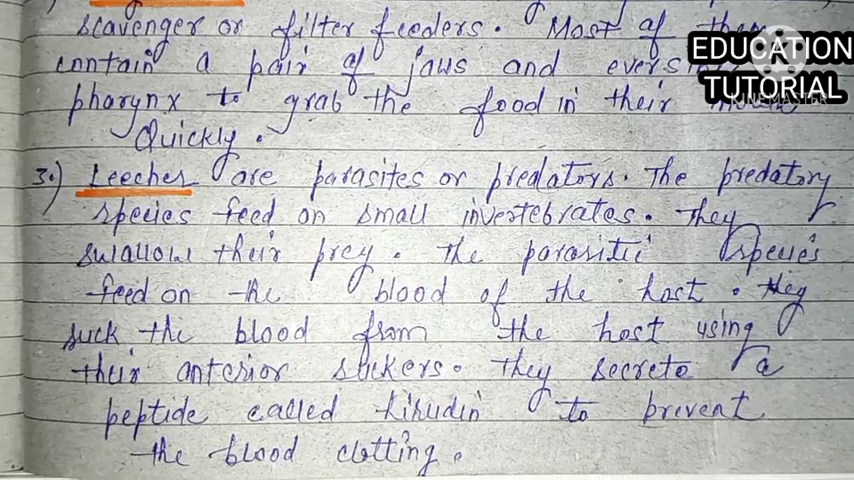 scavenger or filter feeders. Most of them
contain a pair of jaws and
pharynx to grab the food in their
Quickly.
3.) Leeches are parasites or predators. The predatory
species feed on small invertebrates. They
swallow their prey. The parasitic species
feed on the blood of the host. they
suck the blood from the host using
their anterior suckers. they secrete a
peptide called hirudin to prevent
the blood clotting.
EDUCATION
TUTORIAL
KINEMASTER